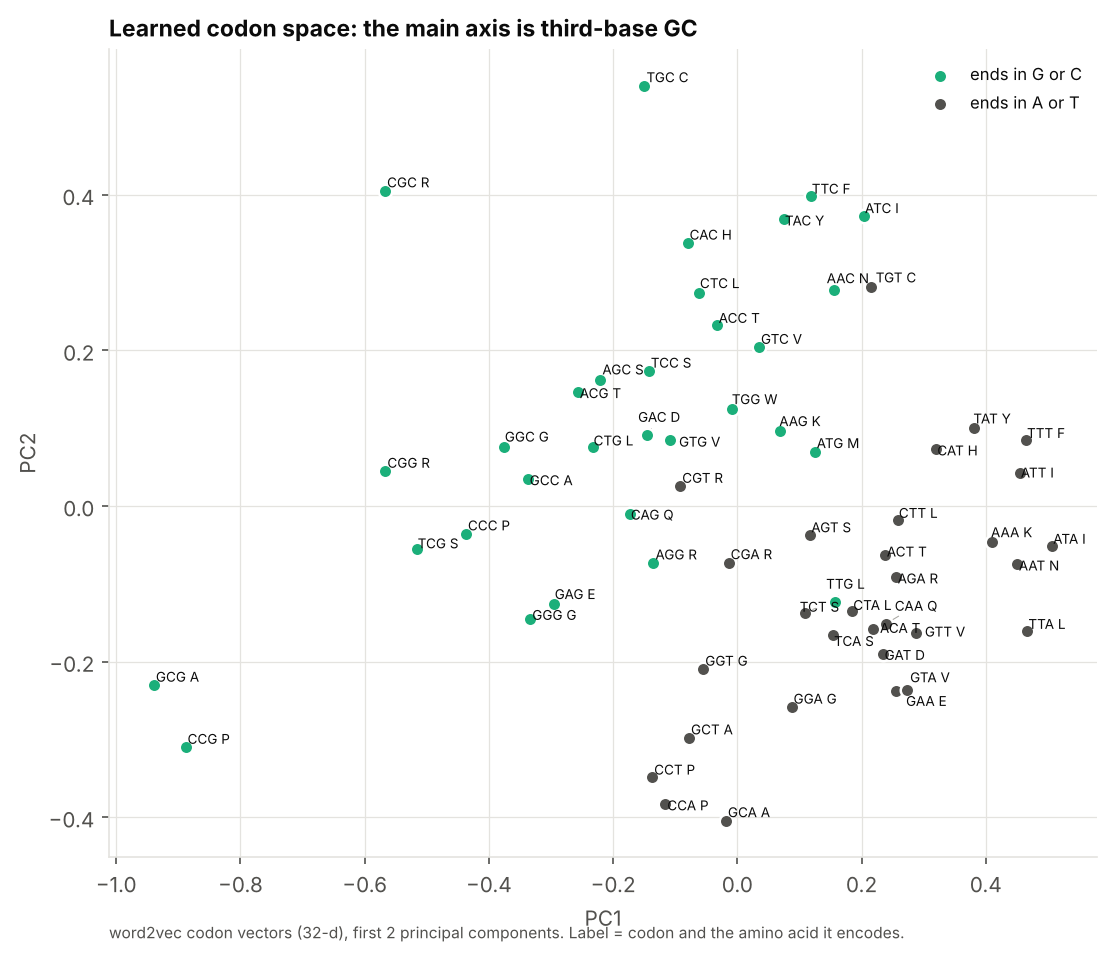 Learned codon space: the main axis is third-base GC
ends in G or C
ends in A or T
TGC C
CGC R
TTC F
ATC I
TAC Y
CAC H
AAC N
TGT C
CTC L
ACC T
GTC V
TCC S
AGC S
ACG T
TGG W
AAG K
TAT Y
TTT F
GAC D
GGC G
CTG L
GTG V
ATG M
CAT H
CGG R
GCC A
CGT R
ATT I
CAG Q
CTT L
CCC P
TCG S
AGT S
AAA K
ATA I
AGG R
CGA R
ACT T
AAT N
AGA R
GAG E
GGG G
TTG L
TCT S
CTA L
CAA Q
ACA T
GTT V
TTA L
TCA S
GAT D
GGT G
GCG A
GTA V
GAA E
GGA G
CCG P
GCT A
CCT P
CCA P
GCA A
0.4
0.2
0.0
−0.2
−0.4
PC2
−1.0
−0.8
−0.6
−0.4
−0.2
0.0
0.2
0.4
PC1
word2vec codon vectors (32-d), first 2 principal components. Label = codon and the amino acid it encodes.